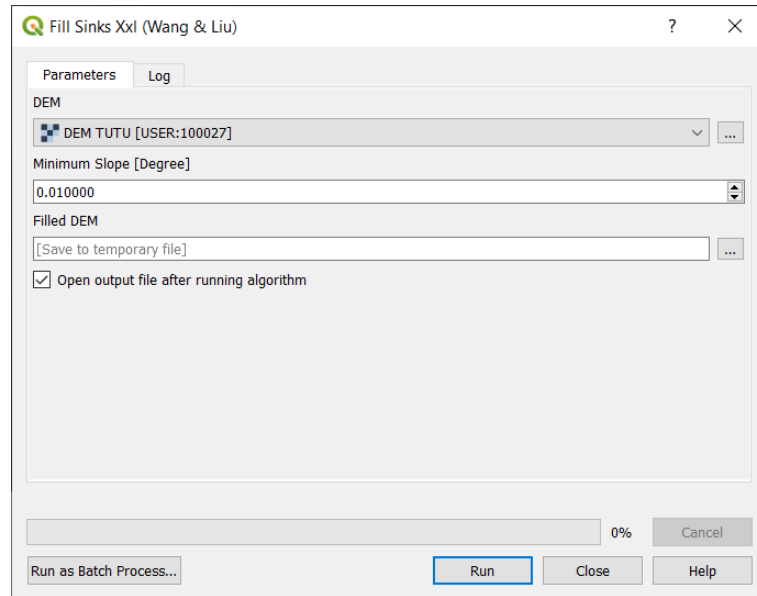 Fill Sinks Xxl (Wang & Liu)
? 
Parameters Log
DEM
DEM TUTU [USER:100027]
...
Minimum Slope [Degree]
0.010000
Filled DEM
[Save to temporary file]
...
Open output file after running algorithm
0% Cancel
Run as Batch Process... Run Close Help